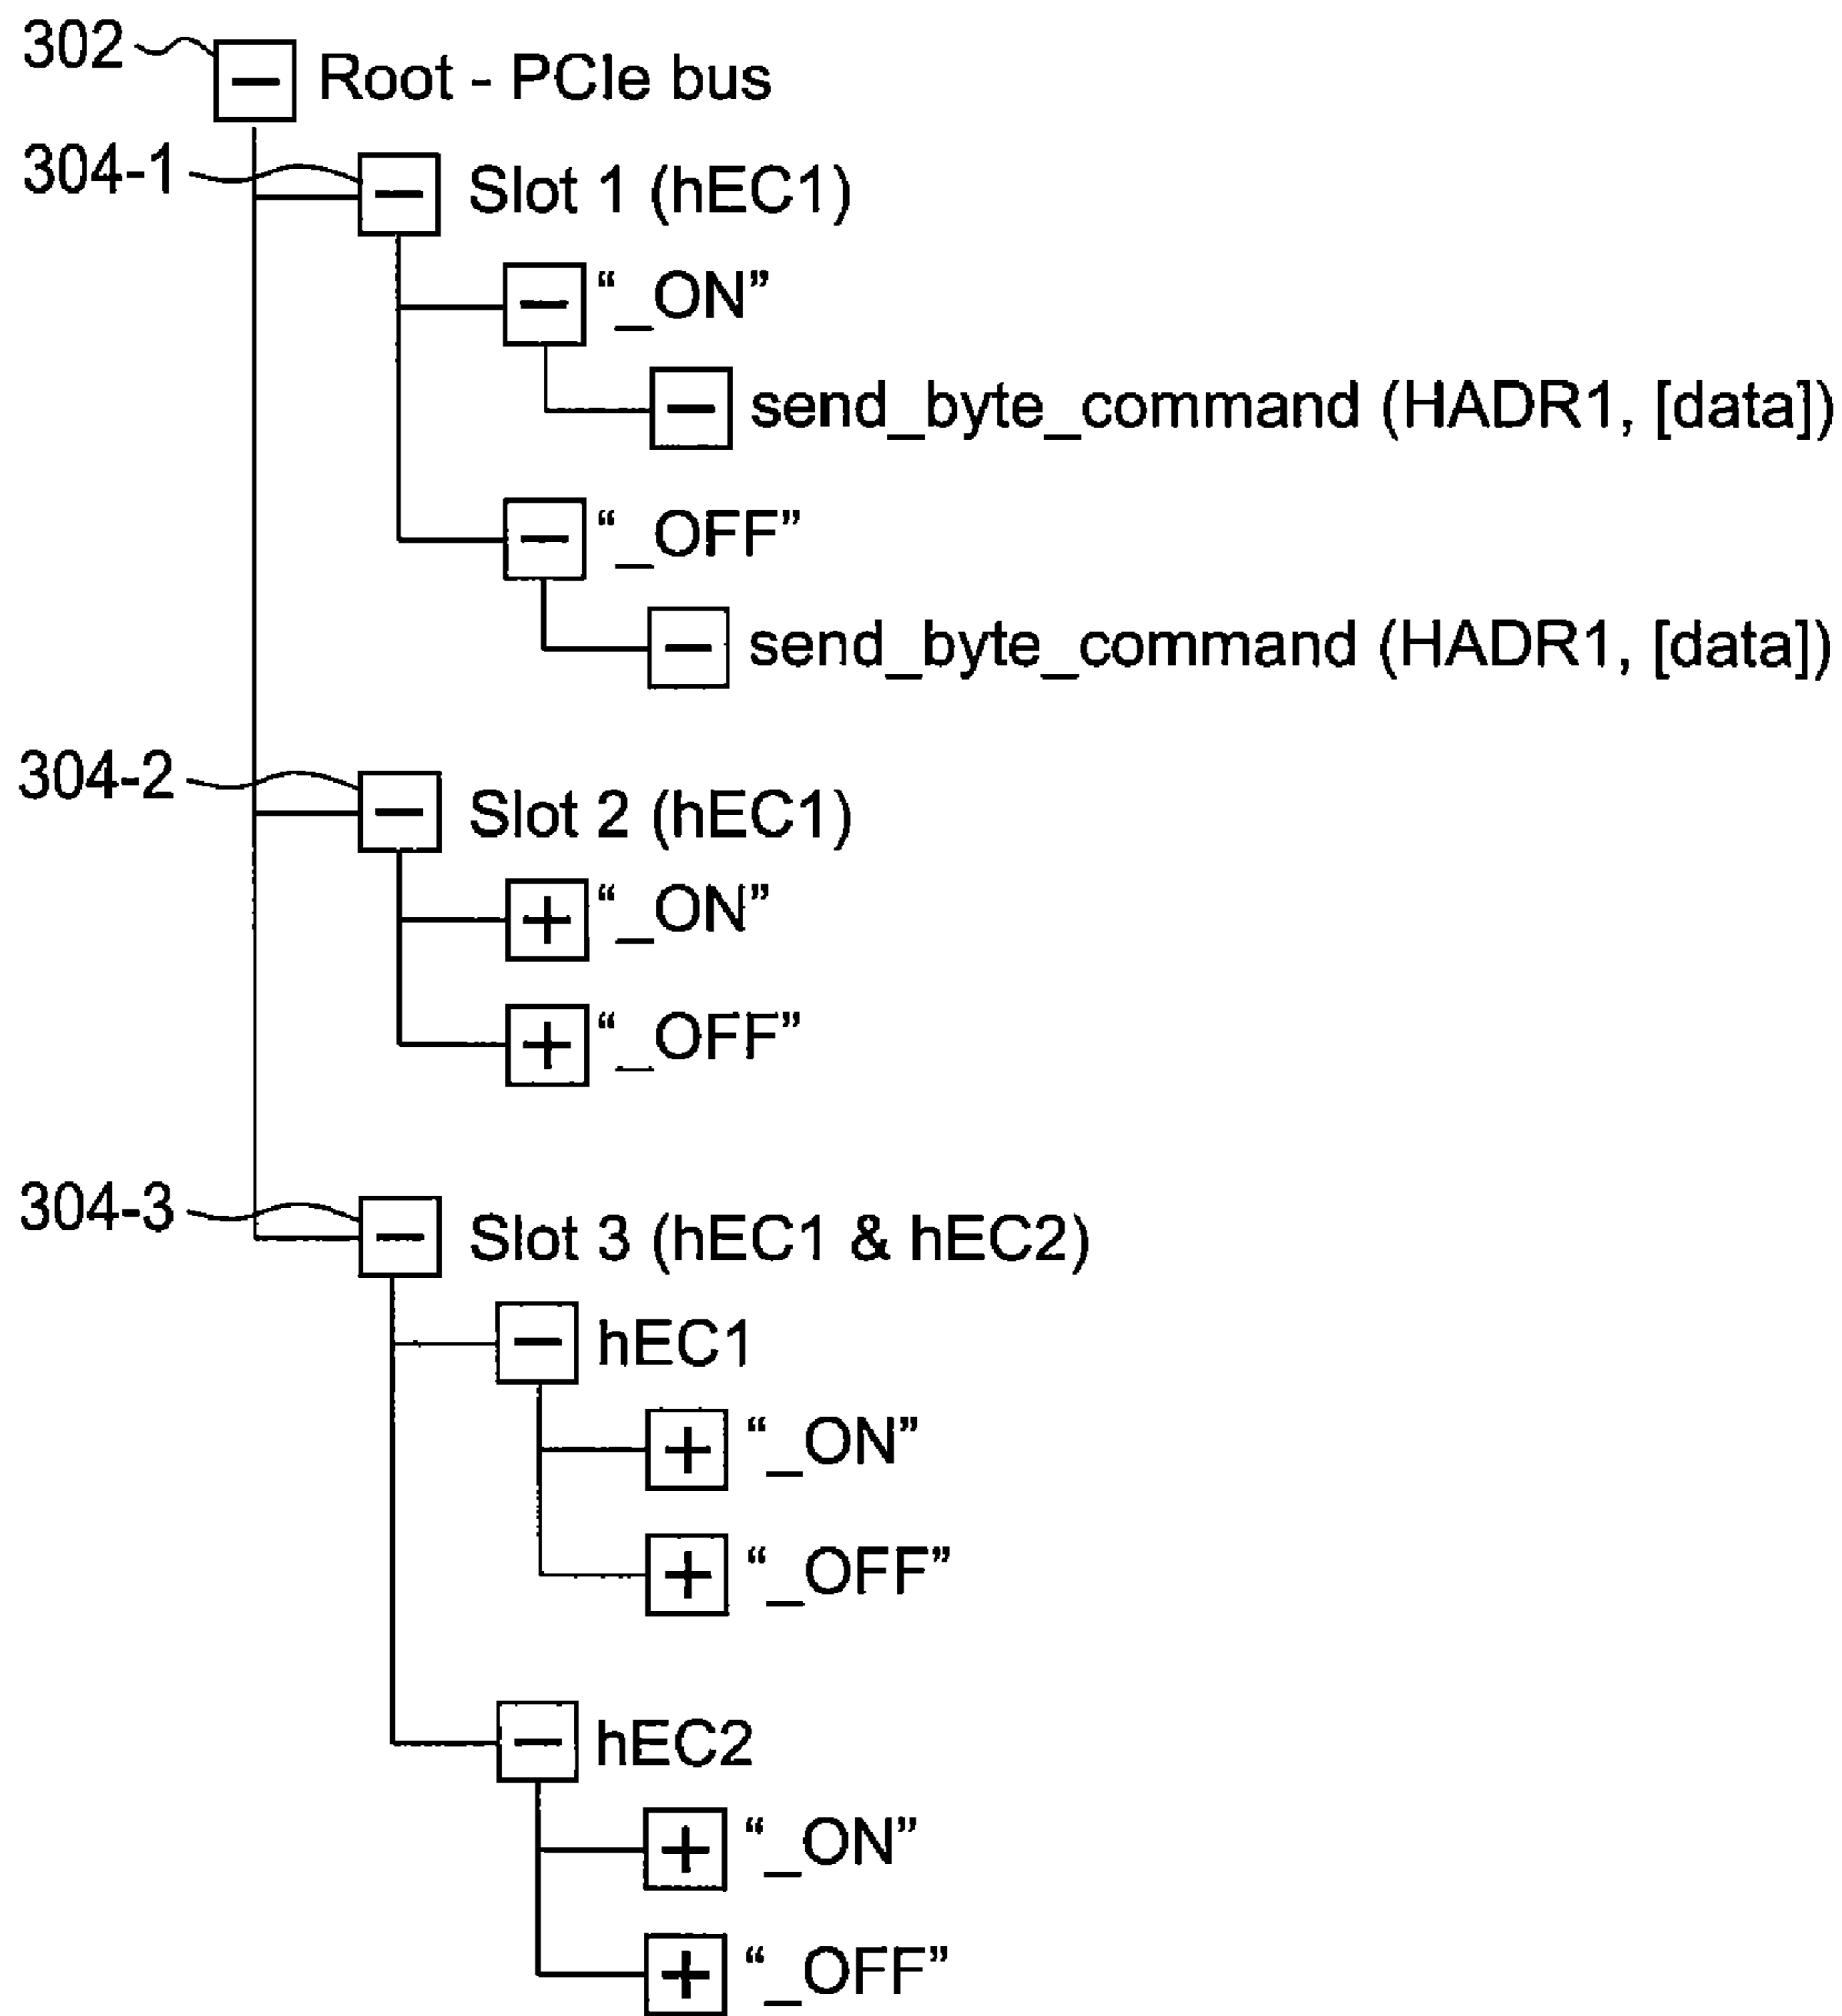 302 Root - PCIe bus
304-1 Slot 1 (hEC1)
“_ON”
send_byte_command (HADR1, [data])
“_OFF”
send_byte_command (HADR1, [data])
304-2 Slot 2 (hEC1)
“_ON”
“_OFF”
304-3 Slot 3 (hEC1 & hEC2)
hEC1
“_ON”
“_OFF”
hEC2
“_ON”
“_OFF”